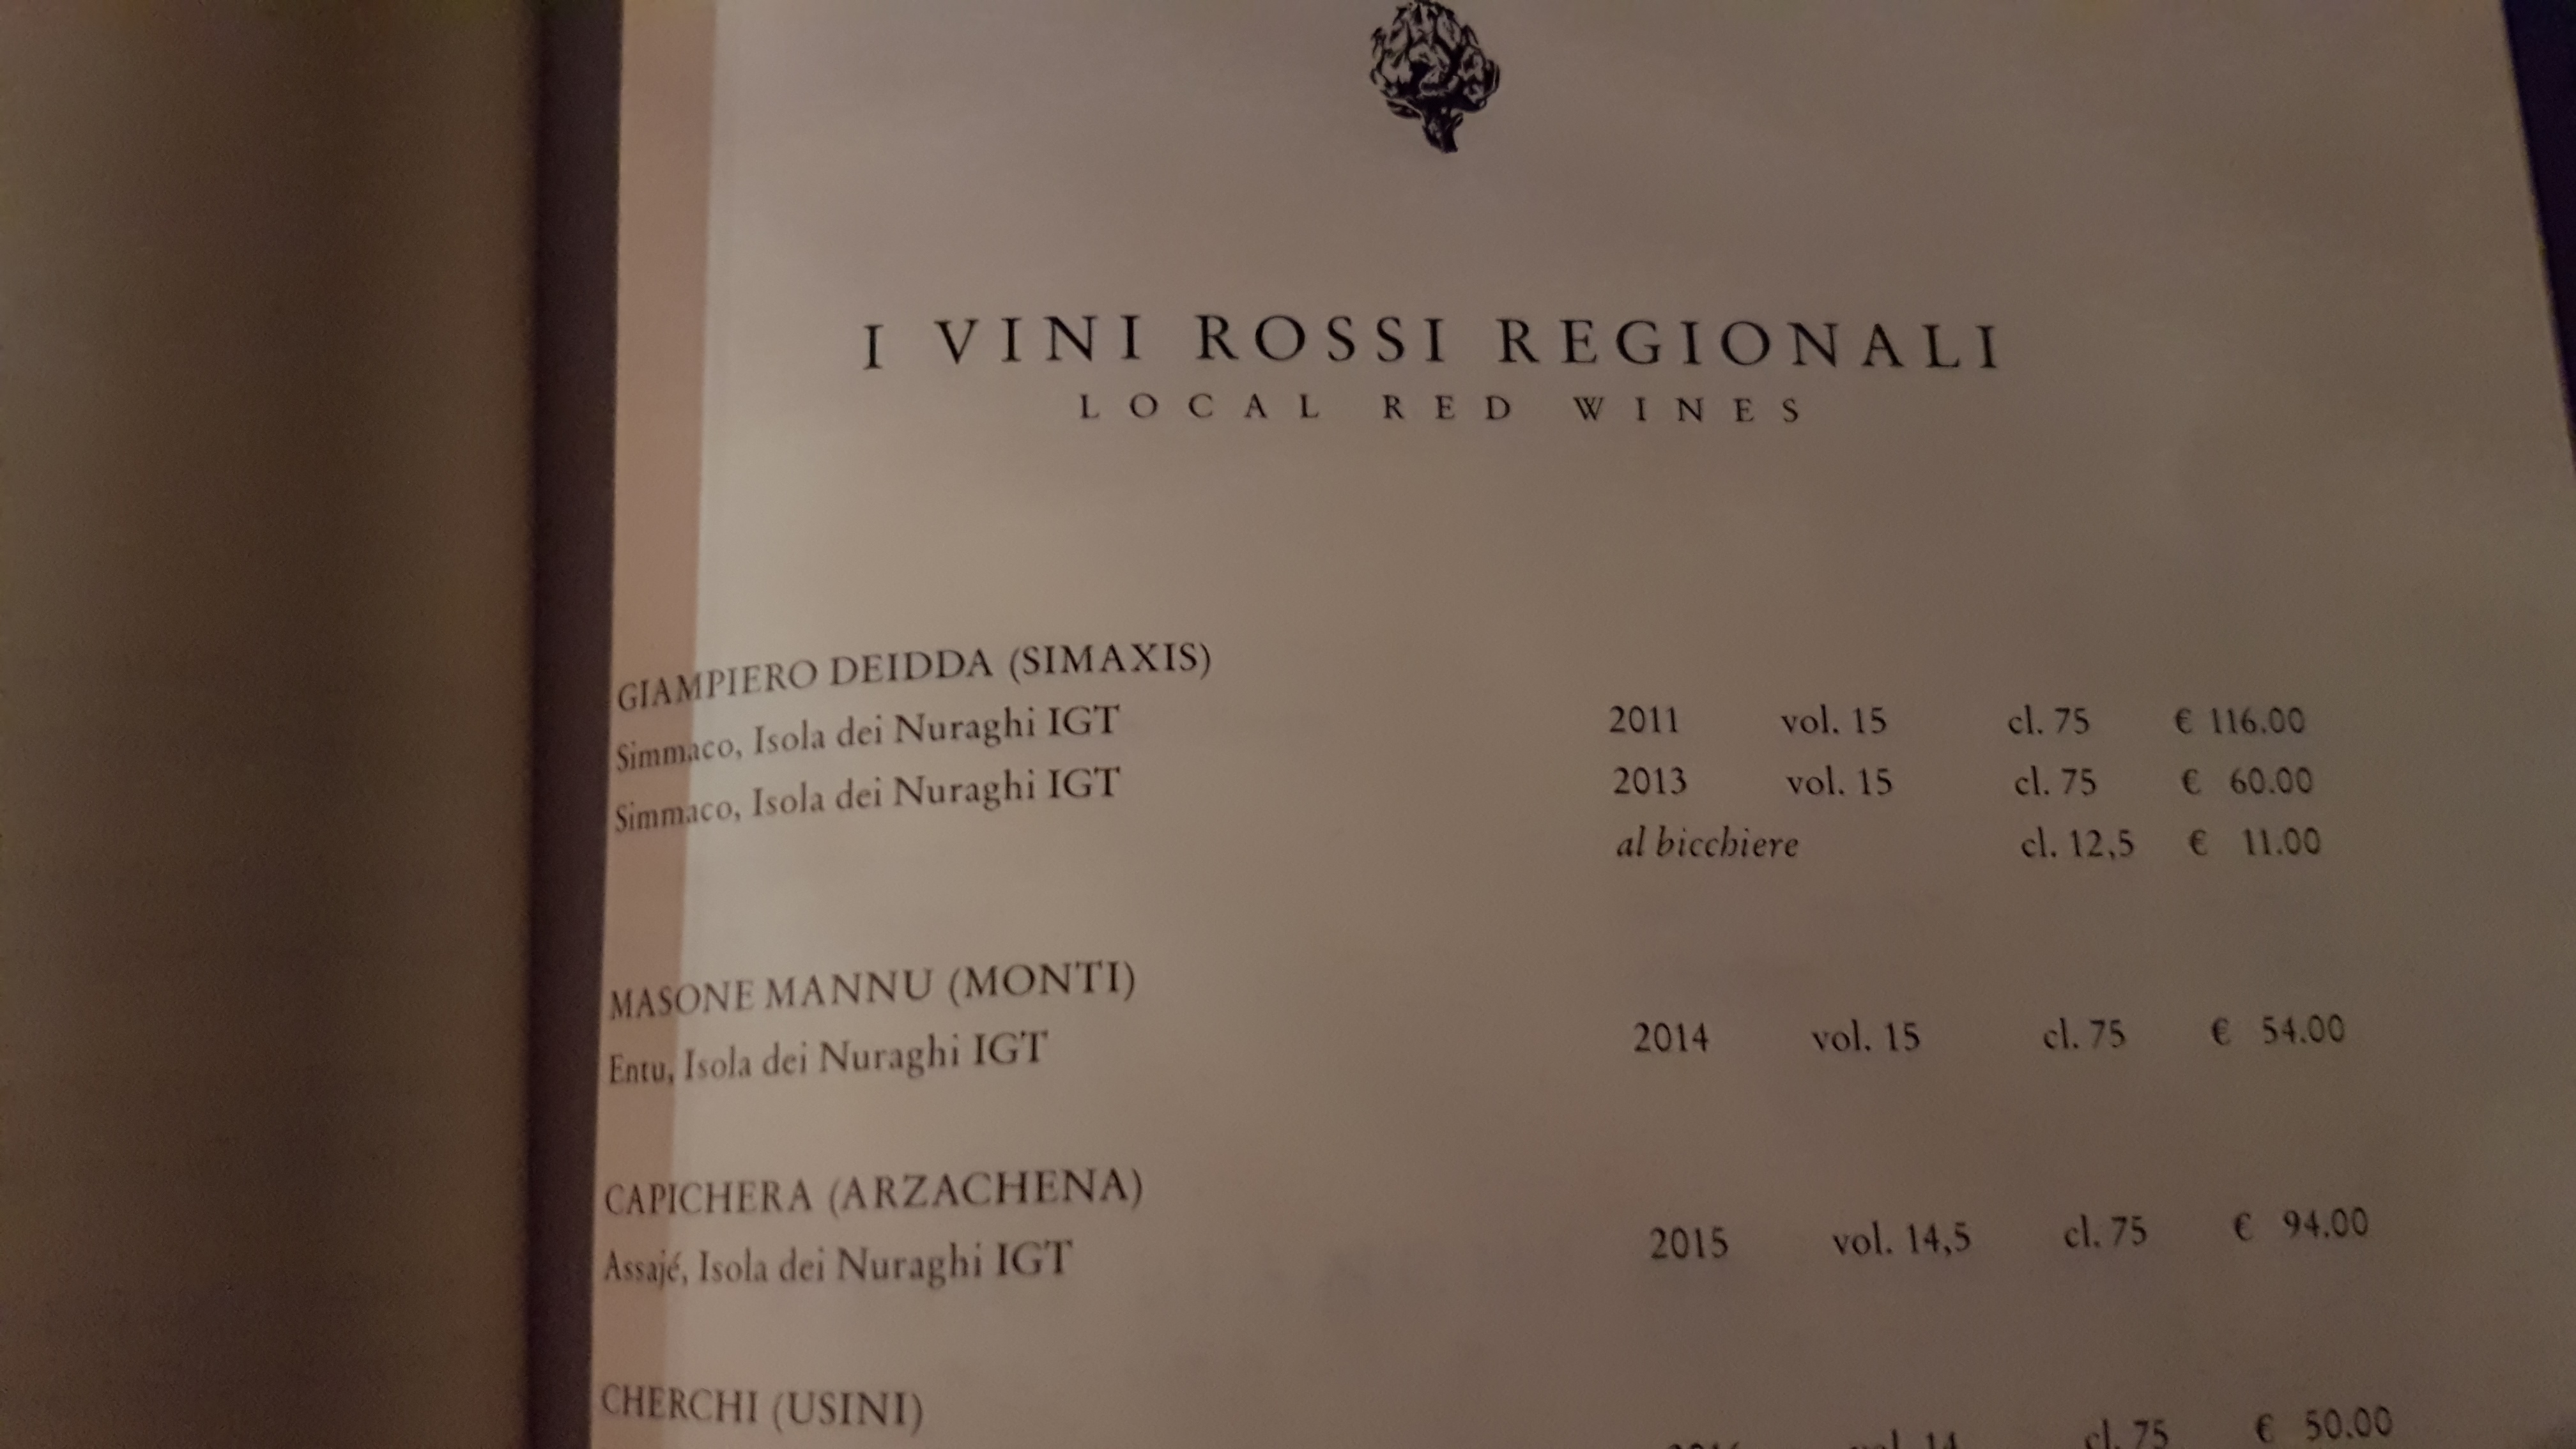 I VINI ROSSI REGIONALI
LOCAL RED WINES
GIAMPIERO DEIDDA (SIMAXIS)
Simmaco, Isola dei Nuraghi IGT 2011 vol. 15 cl. 75 € 116.00
Simmaco, Isola dei Nuraghi IGT 2013 vol. 15 cl. 75 € 60.00
al bicchiere cl. 12,5 € 11.00
MASONE MANNU (MONTI)
Entu, Isola dei Nuraghi IGT 2014 vol. 15 cl. 75 € 54.00
CAPICHERA (ARZACHENA)
Assajé, Isola dei Nuraghi IGT 2015 vol. 14,5 cl. 75 € 94.00
CHERCHI (USINI)
vol. 14 cl. 75 € 50.00